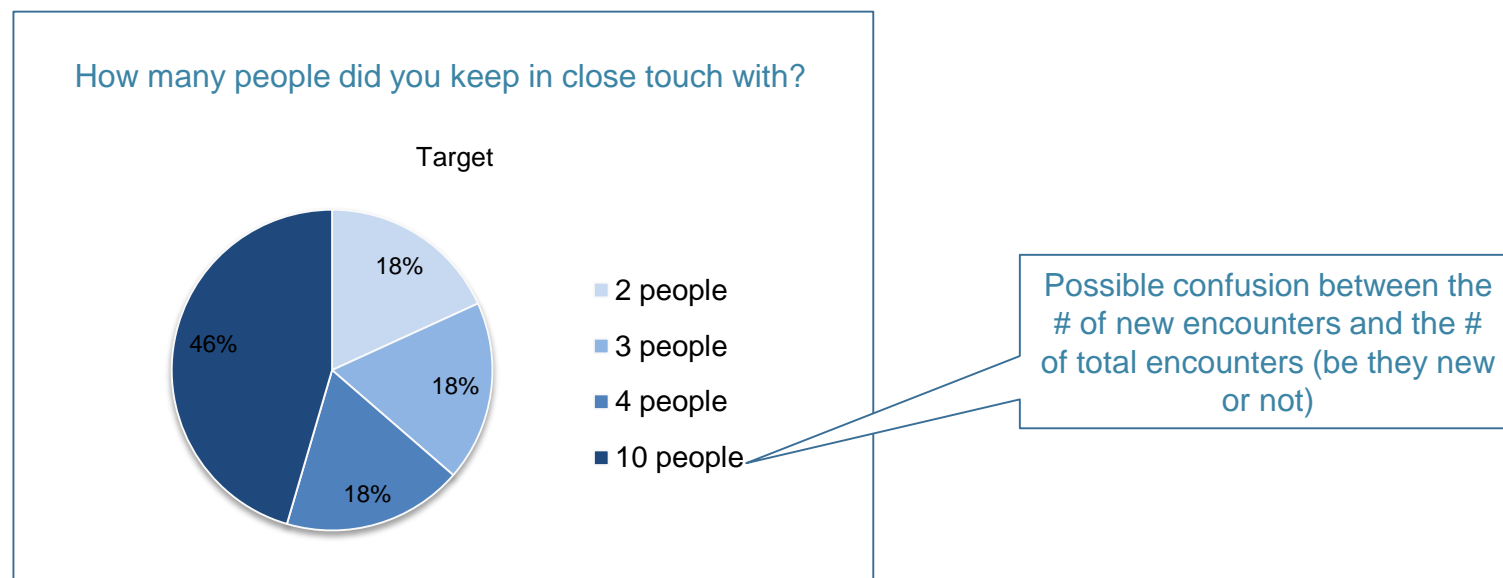 How many people did you keep in close touch with?
Target
18%
46%
18%
18%
2 people
3 people
4 people
10 people
Possible confusion between the
# of new encounters and the #
of total encounters (be they new
or not)